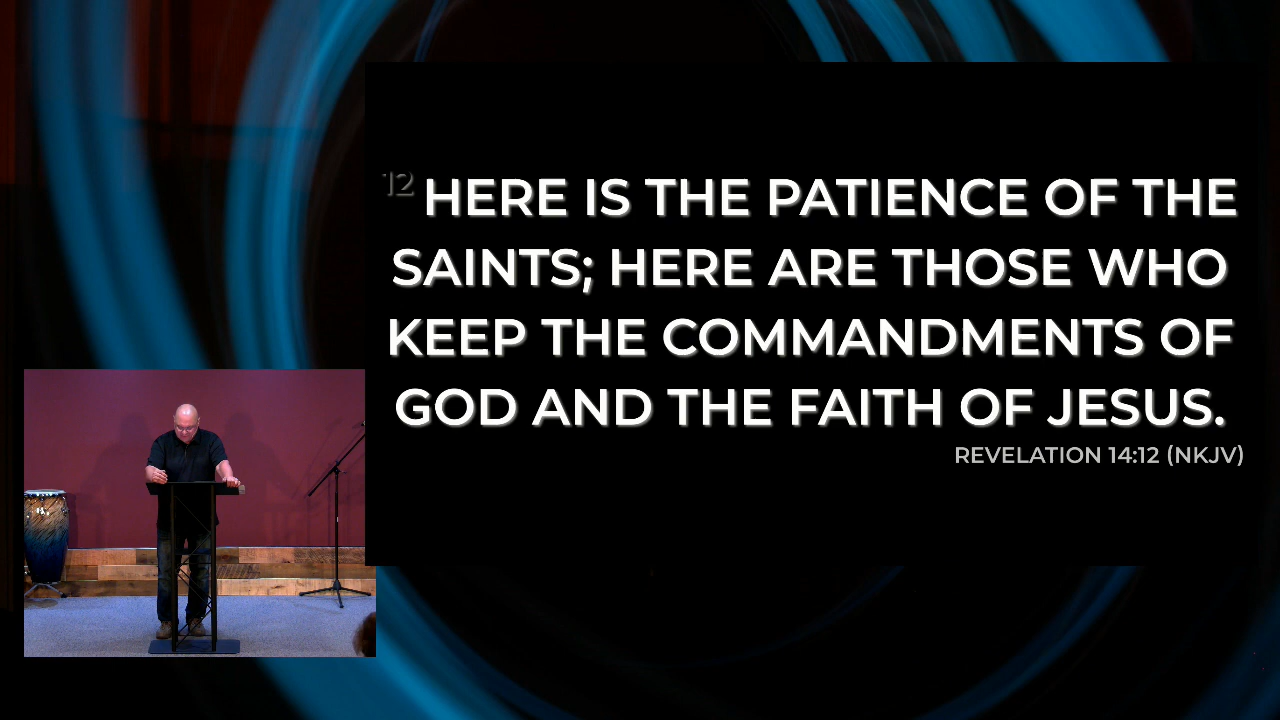 12 HERE IS THE PATIENCE OF THE
SAINTS; HERE ARE THOSE WHO
KEEP THE COMMANDMENTS OF
GOD AND THE FAITH OF JESUS.
REVELATION 14:12 (NKJV)